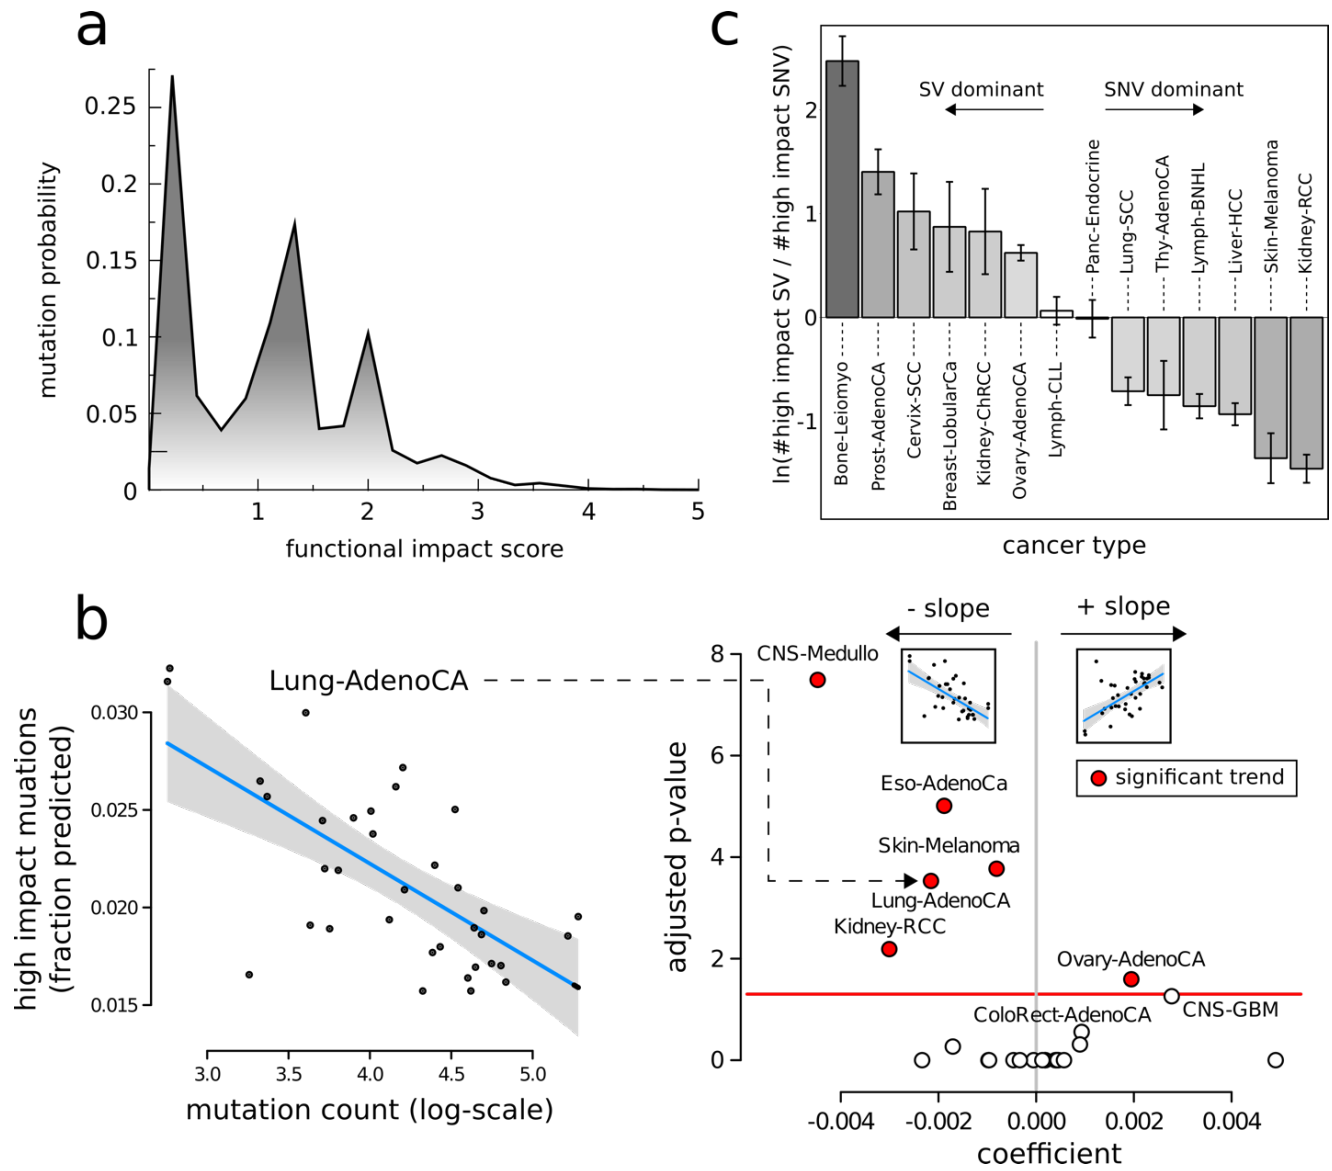 a
mutation probability
0.25
0.2
0.15
0.1
0.05
0
1
2
3
4
5
functional impact score
c
ln(#high impact SV / #high impact SNV)
2
1
0
-1
SV dominant
SNV dominant
Bone-Leiomyo
Prost-AdenoCA
Cervix-SCC
Breast-LobularCa
Kidney-ChRCC
Ovary-AdenoCA
Lymph-CLL
Panc-Endocrine
Lung-SCC
Thy-AdenoCA
Lymph-BNHL
Liver-HCC
Skin-Melanoma
Kidney-RCC
cancer type
b
Lung-AdenoCA
high impact muations
(fraction predicted)
0.030
0.025
0.020
0.015
3.0
3.5
4.0
4.5
5.0
mutation count (log-scale)
- slope
+ slope
adjusted p-value
8
6
4
2
0
CNS-Medullo
Eso-AdenoCa
Skin-Melanoma
Lung-AdenoCA
Kidney-RCC
significant trend
Ovary-AdenoCA
ColoRect-AdenoCA
CNS-GBM
-0.004
-0.002
0.000
0.002
0.004
coefficient